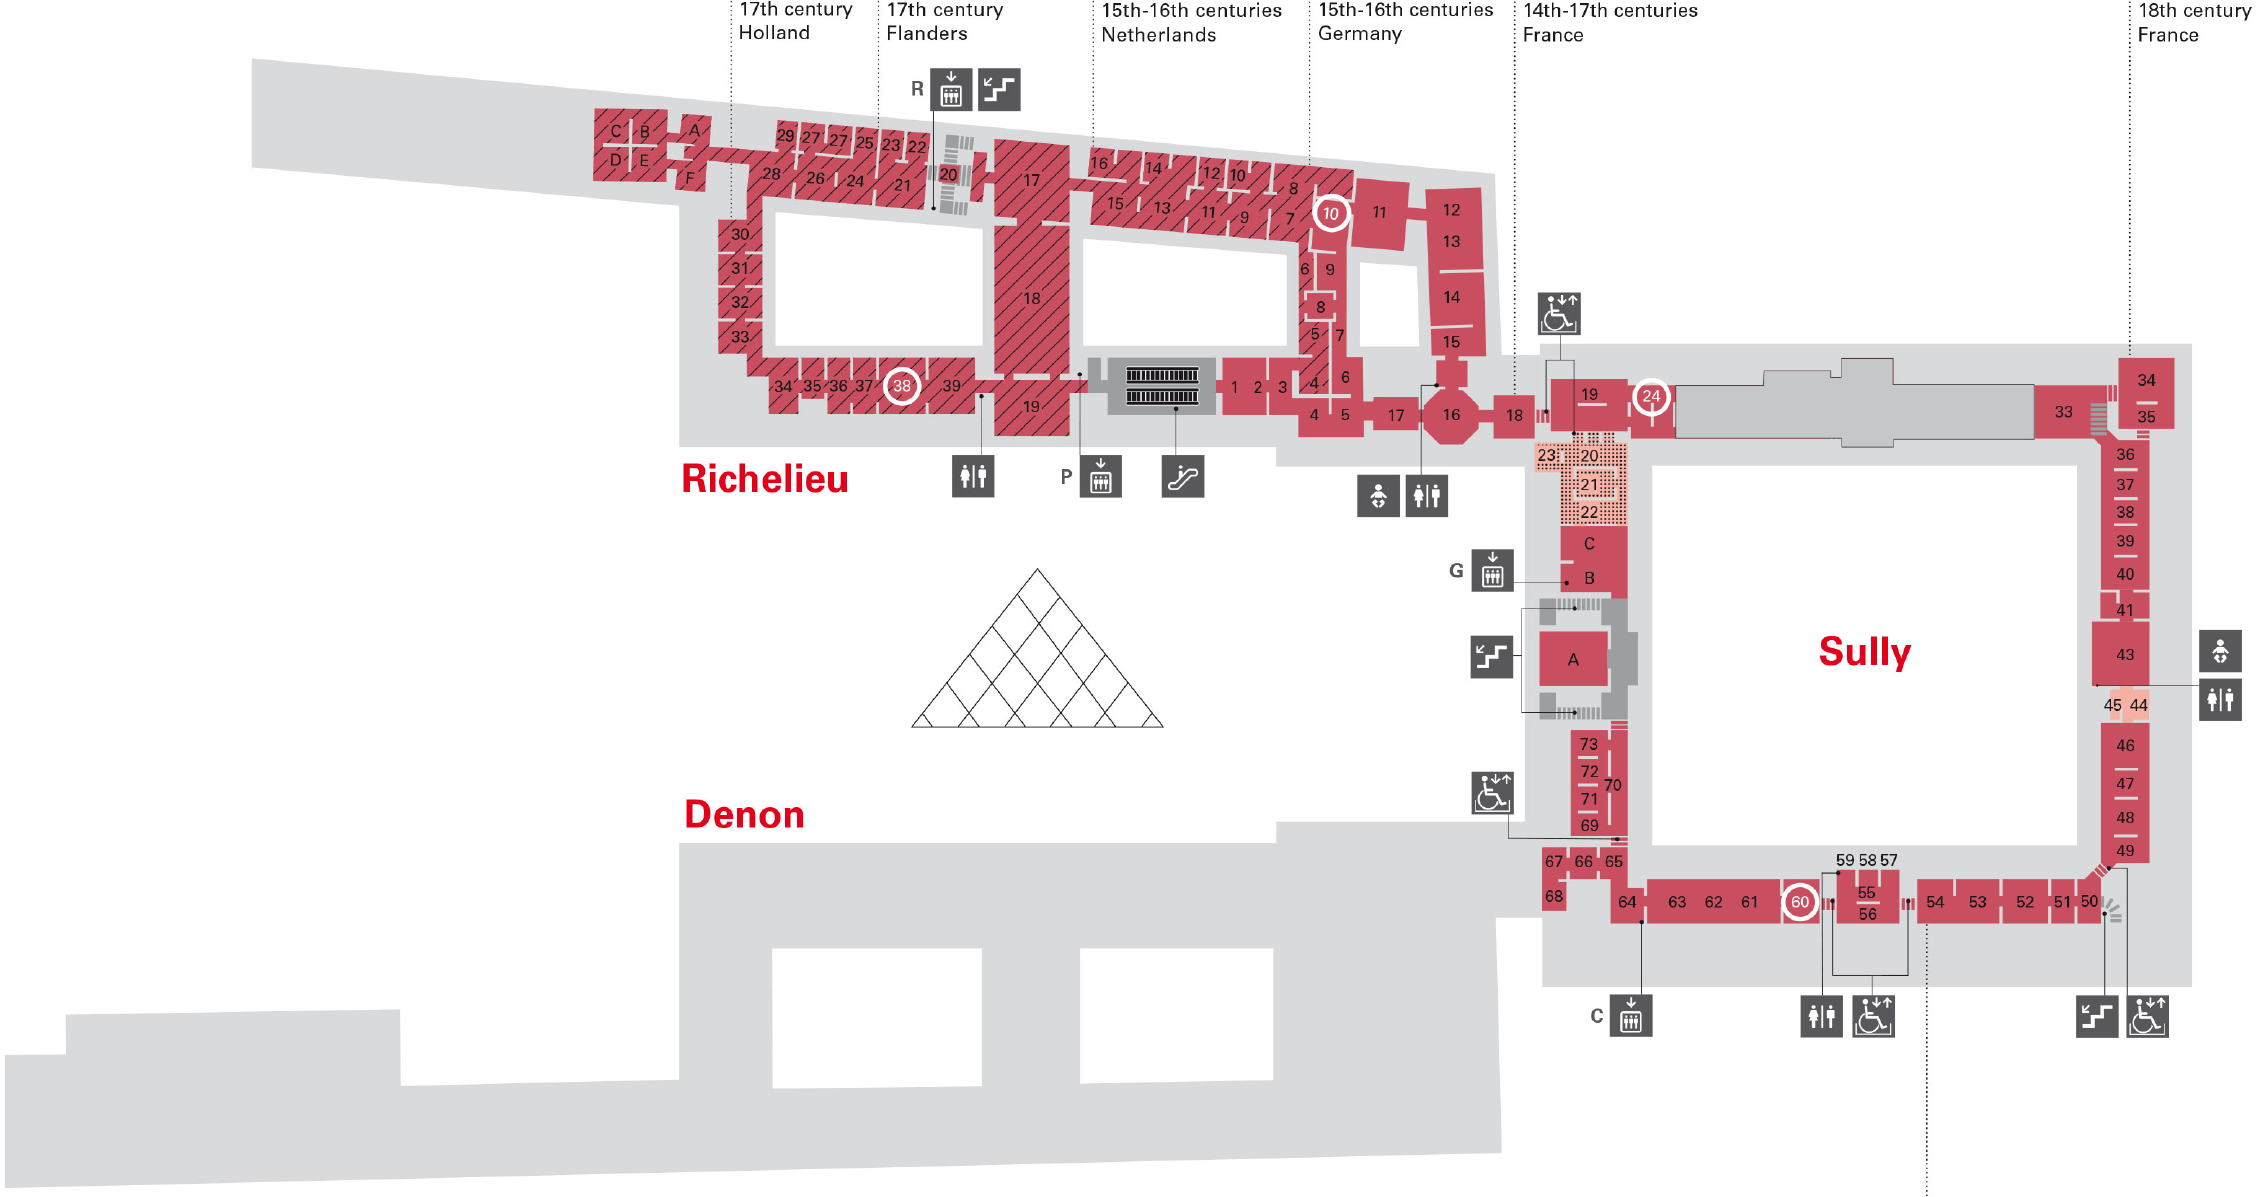 17th century
Holland
17th century
Flanders
15th-16th centuries
Netherlands
15th-16th centuries
Germany
14th-17th centuries
France
18th century
France
R
C B A
D E F
29 27 27 25 23 22
28 26 24 21 20
17
16 14 12 10 8
15 13 11 9 7
10 11 12
13
30
31
32
33
18
6 9
8
5 7
14
15
34 35 36 37 38 39
19
1 2 3 4 6
4 5 17 16 18
19 24
33
34
35
Richelieu
P
23 20
21
22
36
37
38
39
40
41
G
C
B
A
Sully
43
45 44
73
72
70
71
69
46
47
48
49
Denon
67 66 65
68
59 58 57
64 63 62 61 60 55
56
54 53 52 51 50
C